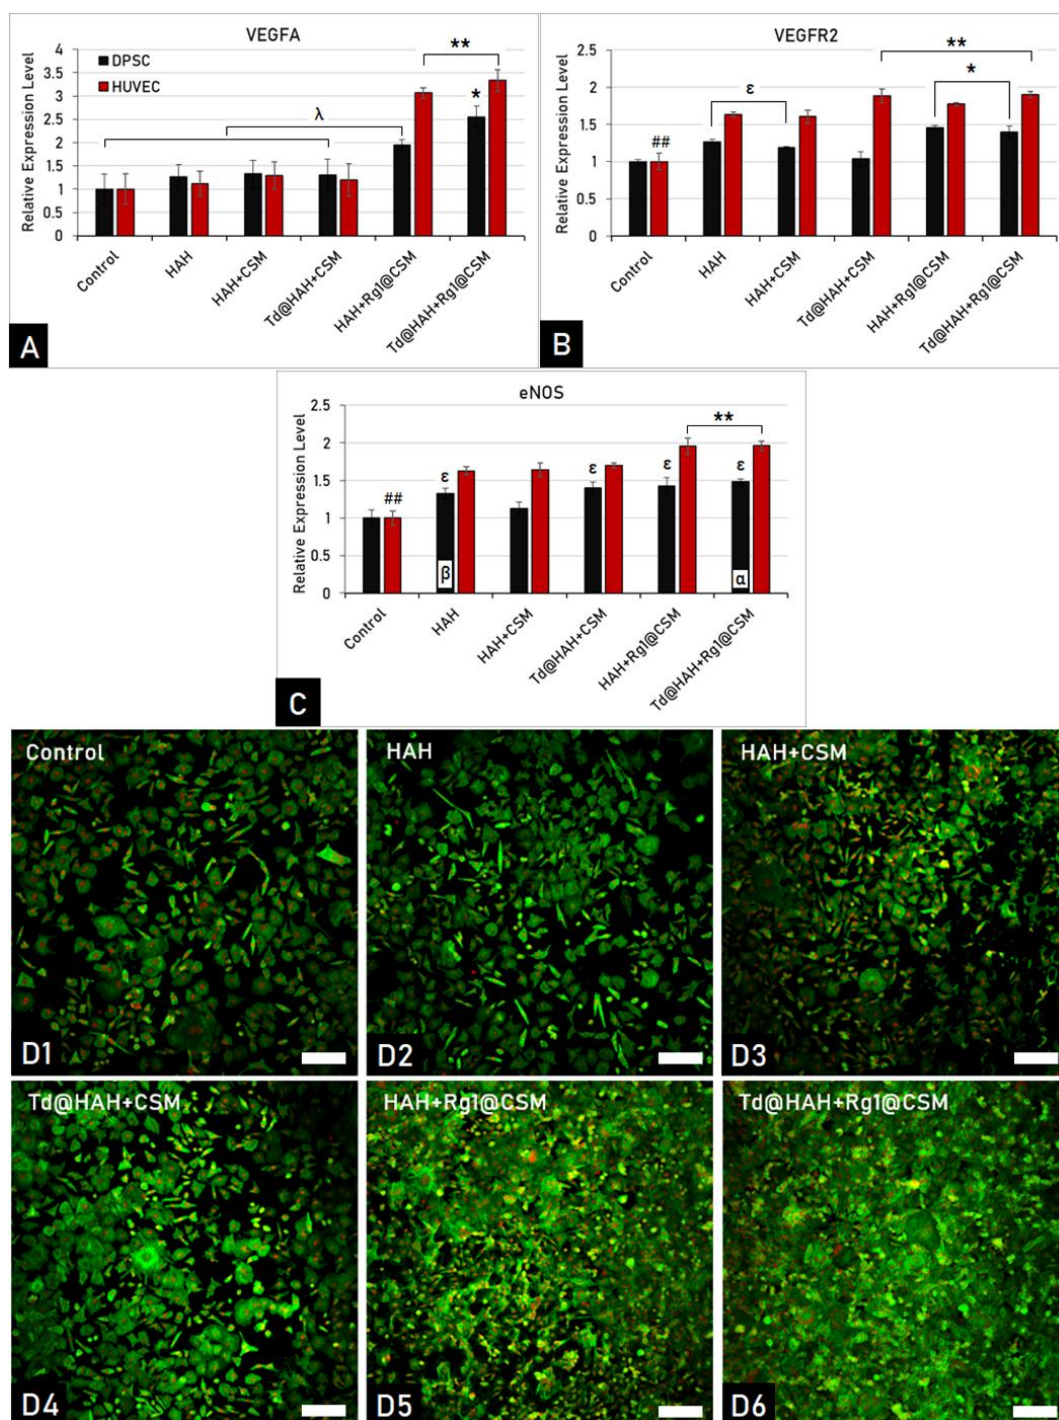 VEGFA
**
DPSC
HUVEC
*
λ
Relative Expression Level
4
3.5
3
2.5
2
1.5
1
0.5
0
Control
HAH
HAH+CSM
Td@HAH+CSM
HAH+Rg1@CSM
Td@HAH+Rg1@CSM
A
VEGFR2
**
*
ε
##
Relative Expression Level
2.5
2
1.5
1
0.5
0
Control
HAH
HAH+CSM
Td@HAH+CSM
HAH+Rg1@CSM
Td@HAH+Rg1@CSM
B
eNOS
**
ε
ε
ε
ε
##
β
α
Relative Expression Level
2.5
2
1.5
1
0.5
0
Control
HAH
HAH+CSM
Td@HAH+CSM
HAH+Rg1@CSM
Td@HAH+Rg1@CSM
C
Control
D1
HAH
D2
HAH+CSM
D3
Td@HAH+CSM
D4
HAH+Rg1@CSM
D5
Td@HAH+Rg1@CSM
D6